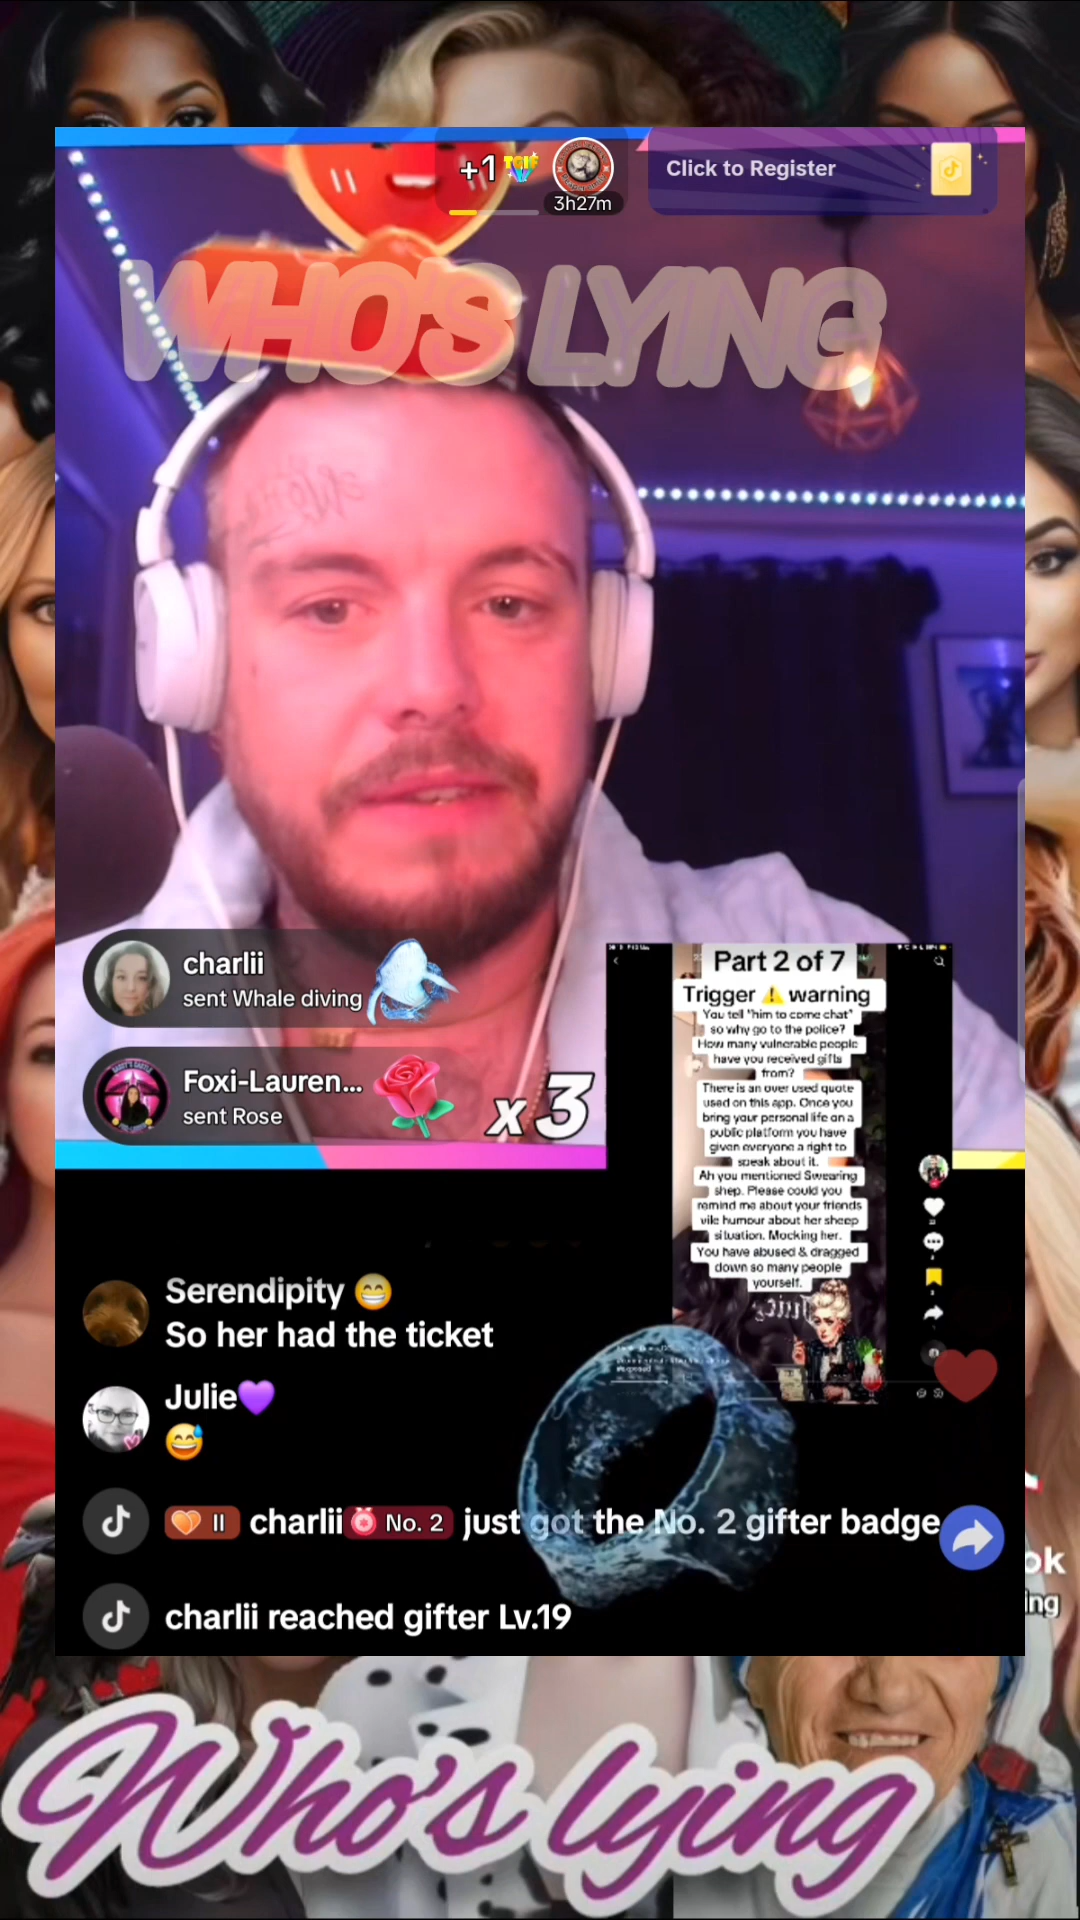 +1 TGIF
3h27m
Click to Register
WHO'S LYING
charlii
sent Whale diving
Foxi-Lauren...
sent Rose
x3
Part 2 of 7
Trigger ⚠️ warning
You tell "him to come chat"
so why go to the police?
How many vulnerable people
have you received gifts
from?
There is an over used quote
used on this app. Once you
bring your personal life on a
public platform you have
given everyone a right to
speak about it.
Ah you mentioned Swearing
shep. Please could you
remind me about your friends
vile humour about her sheep
situation. Mocking her.
You have abused & dragged
down so many people
yourself.
Serendipity 😁
So her had the ticket
Julie💜
😅
II charlii No. 2 just got the No. 2 gifter badge
charlii reached gifter Lv.19
ok
ing
Who's lying